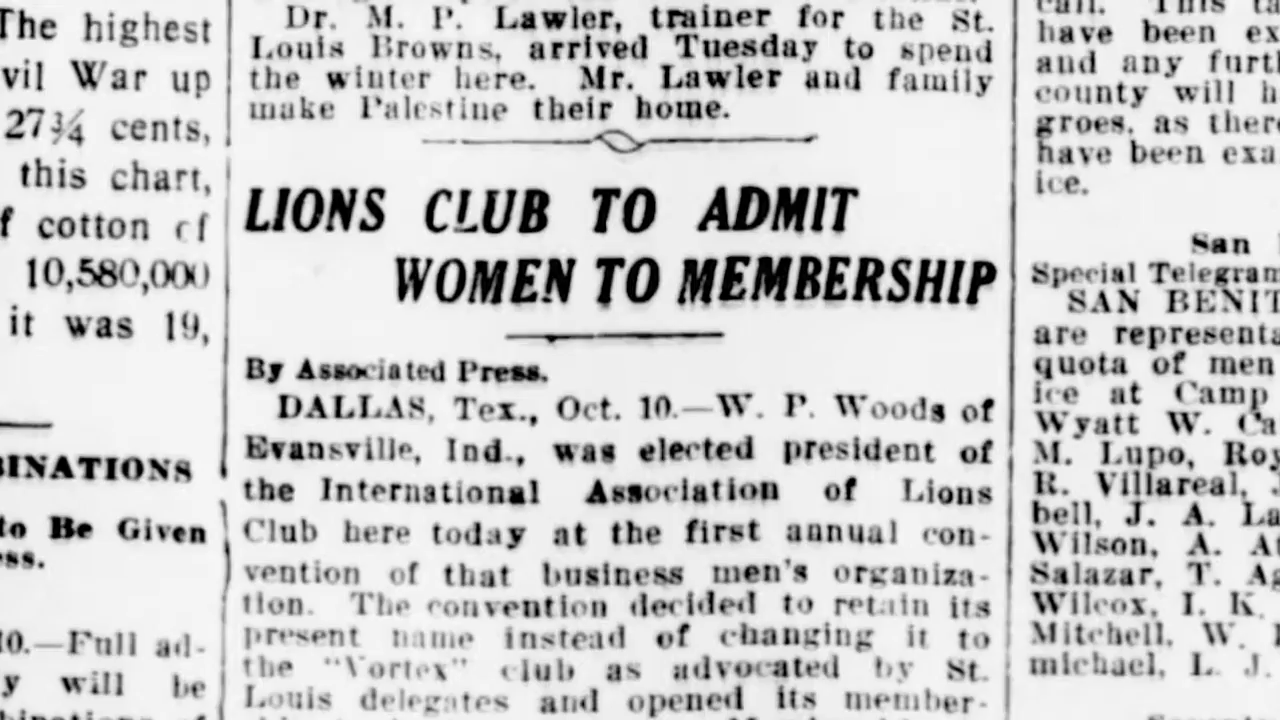 The highest
vil War up
27¾ cents,
this chart,
f cotton cf
10,580,000
it was 19,
BINATIONS
to Be Given
ss.
10.—Full ad-
y will be
Dr. M. P. Lawler, trainer for the St.
Louis Browns, arrived Tuesday to spend
the winter here. Mr. Lawler and family
make Palestine their home.
LIONS CLUB TO ADMIT
WOMEN TO MEMBERSHIP
By Associated Press.
DALLAS, Tex., Oct. 10.—W. P. Woods of
Evansville, Ind., was elected president of
the International Association of Lions
Club here today at the first annual con-
vention of that business men's organiza-
tion. The convention decided to retain its
present name instead of changing it to
the "Vortex" club as advocated by St.
Louis delegates and opened its member-
call. This
have been ex
and any furth
county will h
groes, as ther
have been exa
ice.
San
Special Telegram
SAN BENIT
are representa
quota of men
ice at Camp
Wyatt W. Ca
M. Lupo, Roy
R. Villareal, J
bell, J. A. La
Wilson, A. At
Salazar, T. Ag
Wilcox, I. K.
Mitchell, W.
michael, L. J.